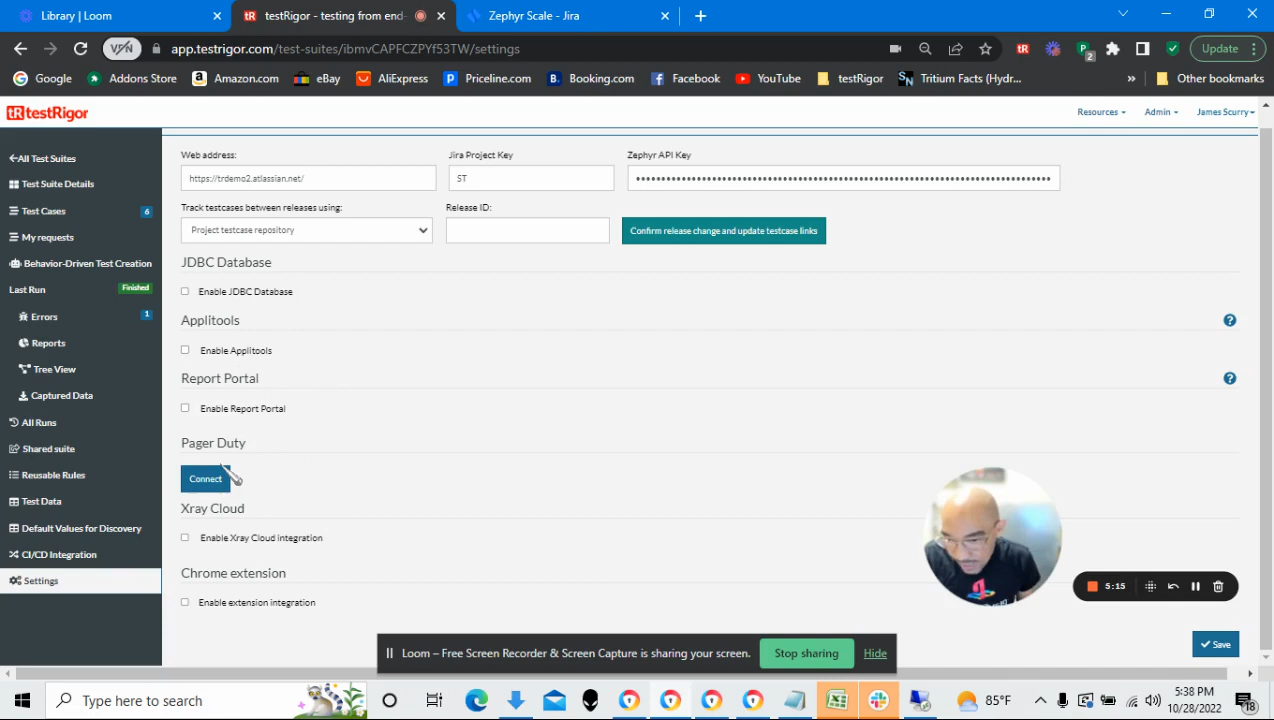 Library | Loom
testRigor - testing from end-
Zephyr Scale - Jira
VPN
app.testrigor.com/test-suites/ibmvCAPFCZPYf53TW/settings
tR
P
2
Update
Google
Addons Store
Amazon.com
eBay
AliExpress
Priceline.com
Booking.com
Facebook
YouTube
testRigor
Tritium Facts (Hydr...
»
Other bookmarks
tR testRigor
Resources
Admin
James Scurry
All Test Suites
Test Suite Details
Test Cases
6
My requests
Behavior-Driven Test Creation
Last Run
Finished
Errors
1
Reports
Tree View
Captured Data
All Runs
Shared suite
Reusable Rules
Test Data
Default Values for Discovery
CI/CD Integration
Settings
Web address:
Jira Project Key
Zephyr API Key
https://trdemo2.atlassian.net/
ST
Track testcases between releases using:
Release ID:
Project testcase repository
Confirm release change and update testcase links
JDBC Database
Enable JDBC Database
Applitools
?
Enable Applitools
Report Portal
?
Enable Report Portal
Pager Duty
Connect
Xray Cloud
Enable Xray Cloud integration
Chrome extension
Enable extension integration
5:15
Save
Loom – Free Screen Recorder & Screen Capture is sharing your screen.
Stop sharing
Hide
Type here to search
85°F
5:38 PM
10/28/2022
18